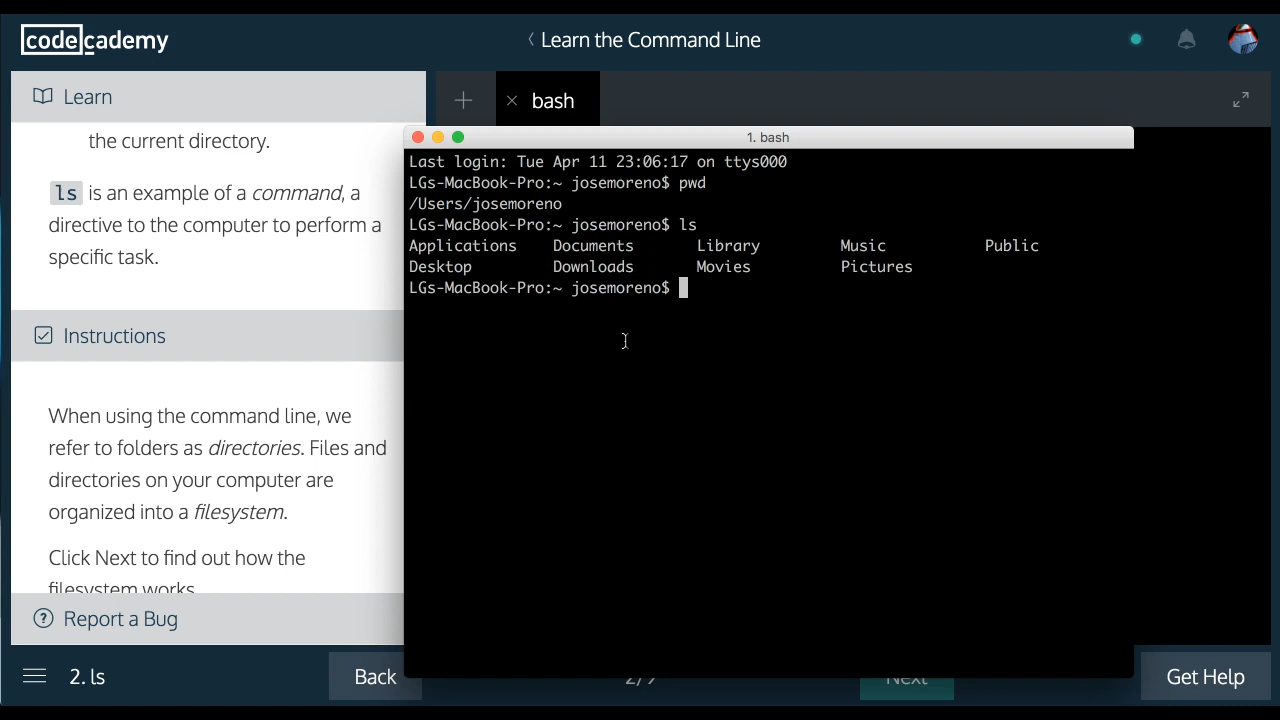 codecademy
Learn the Command Line
Learn
bash
the current directory.
ls is an example of a command, a
directive to the computer to perform a
specific task.
Instructions
When using the command line, we
refer to folders as directories. Files and
directories on your computer are
organized into a filesystem.
Click Next to find out how the
filesystem works
Report a Bug
1. bash
Last login: Tue Apr 11 23:06:17 on ttys000
LGs-MacBook-Pro:~ josemoreno$ pwd
/Users/josemoreno
LGs-MacBook-Pro:~ josemoreno$ ls
Applications Documents Library Music Public
Desktop Downloads Movies Pictures
LGs-MacBook-Pro:~ josemoreno$
2. ls
Back
Next
Get Help